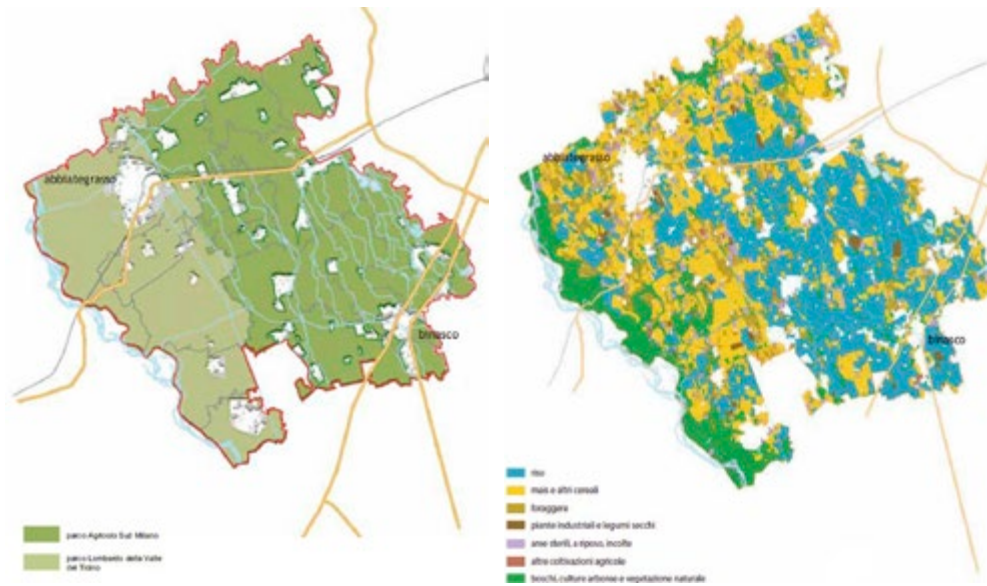 abbiategrasso
binasco
parco Agricolo Sud Milano
parco Lombardo della Valle
del Ticino
abbiategrasso
binasco
riso
mais e altri cereali
foraggera
piante industriali e legumi secchi
aree sterili, a riposo, incolte
altre coltivazioni agricole
boschi, colture arboree e vegetazione naturale